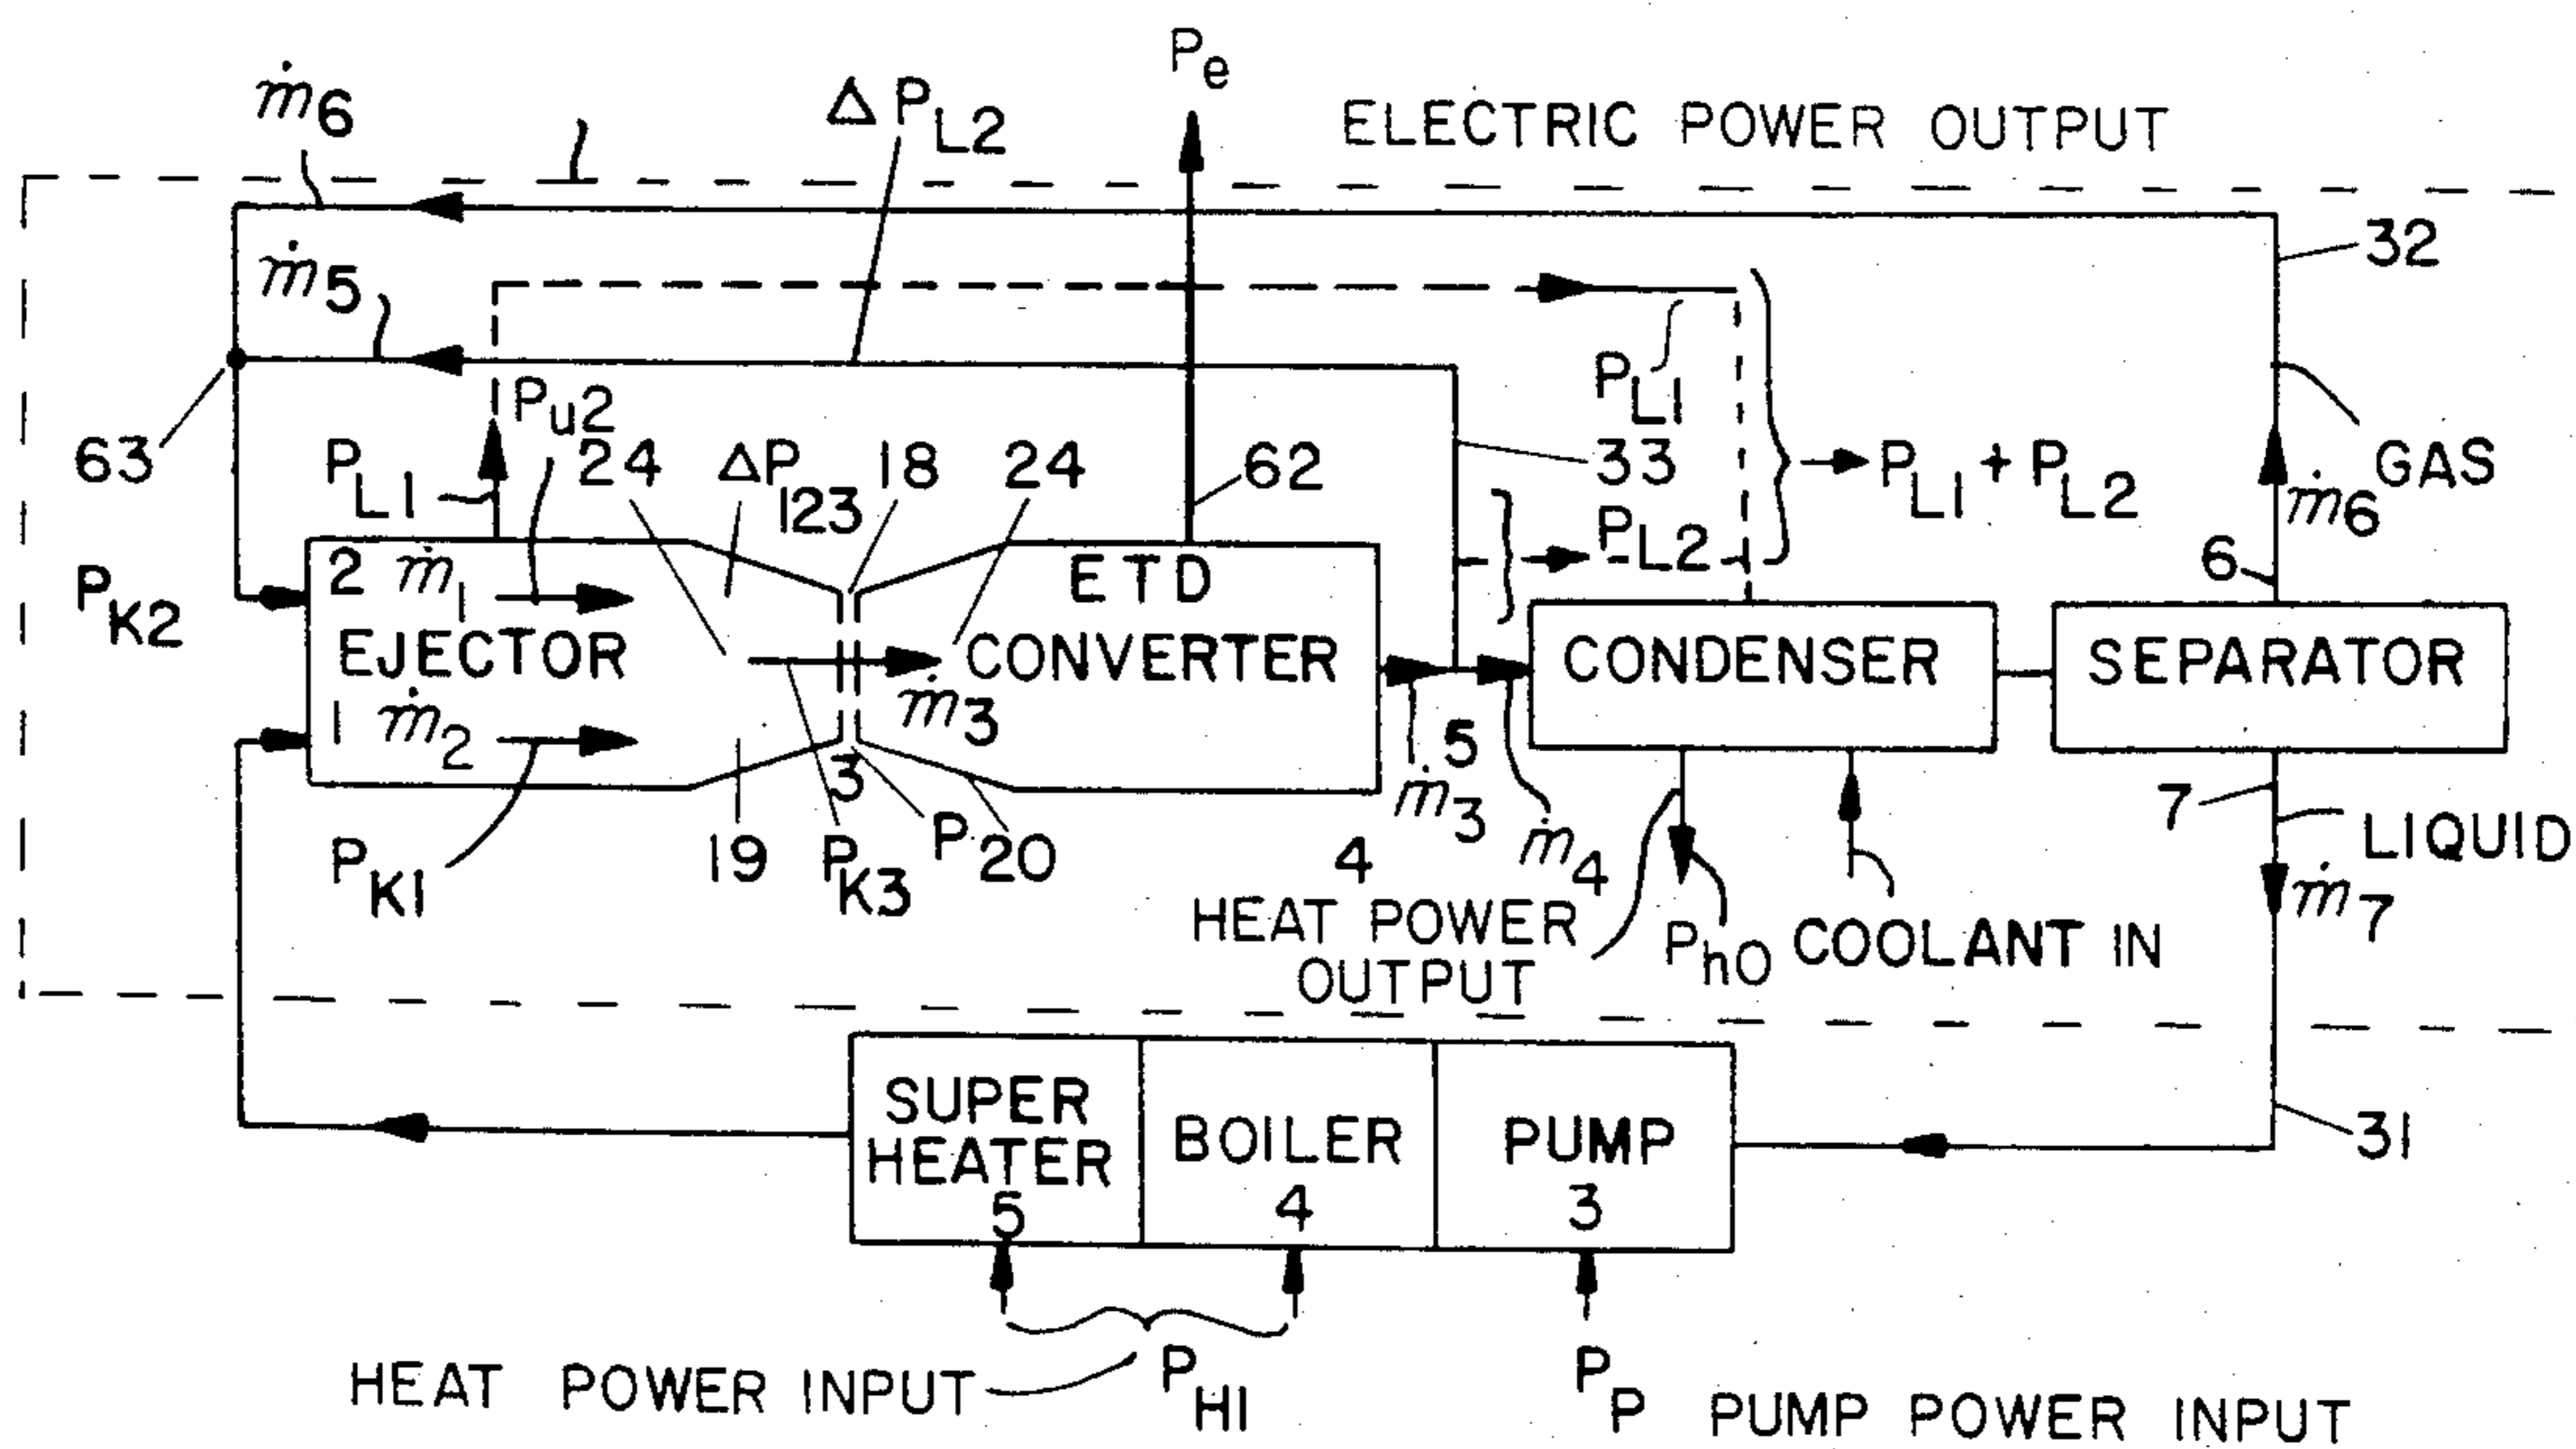 Pe
ṁ6
Δ PL2
ELECTRIC POWER OUTPUT
32
ṁ5
PL1
Pu2
63
PL1
24
ΔP123
18
24
62
33
PL1 + PL2
GAS
ṁ6
PL2
6
PK2
2 ṁ1
ETD
EJECTOR
CONVERTER
CONDENSER
SEPARATOR
1 ṁ2
ṁ3
3
5
ṁ3
ṁ4
7
LIQUID
ṁ7
PK1
19
PK3
P
20
4
HEAT POWER
OUTPUT
Ph0
COOLANT IN
SUPER
HEATER
5
BOILER
4
PUMP
3
31
HEAT POWER INPUT
PHI
PP
PUMP POWER INPUT